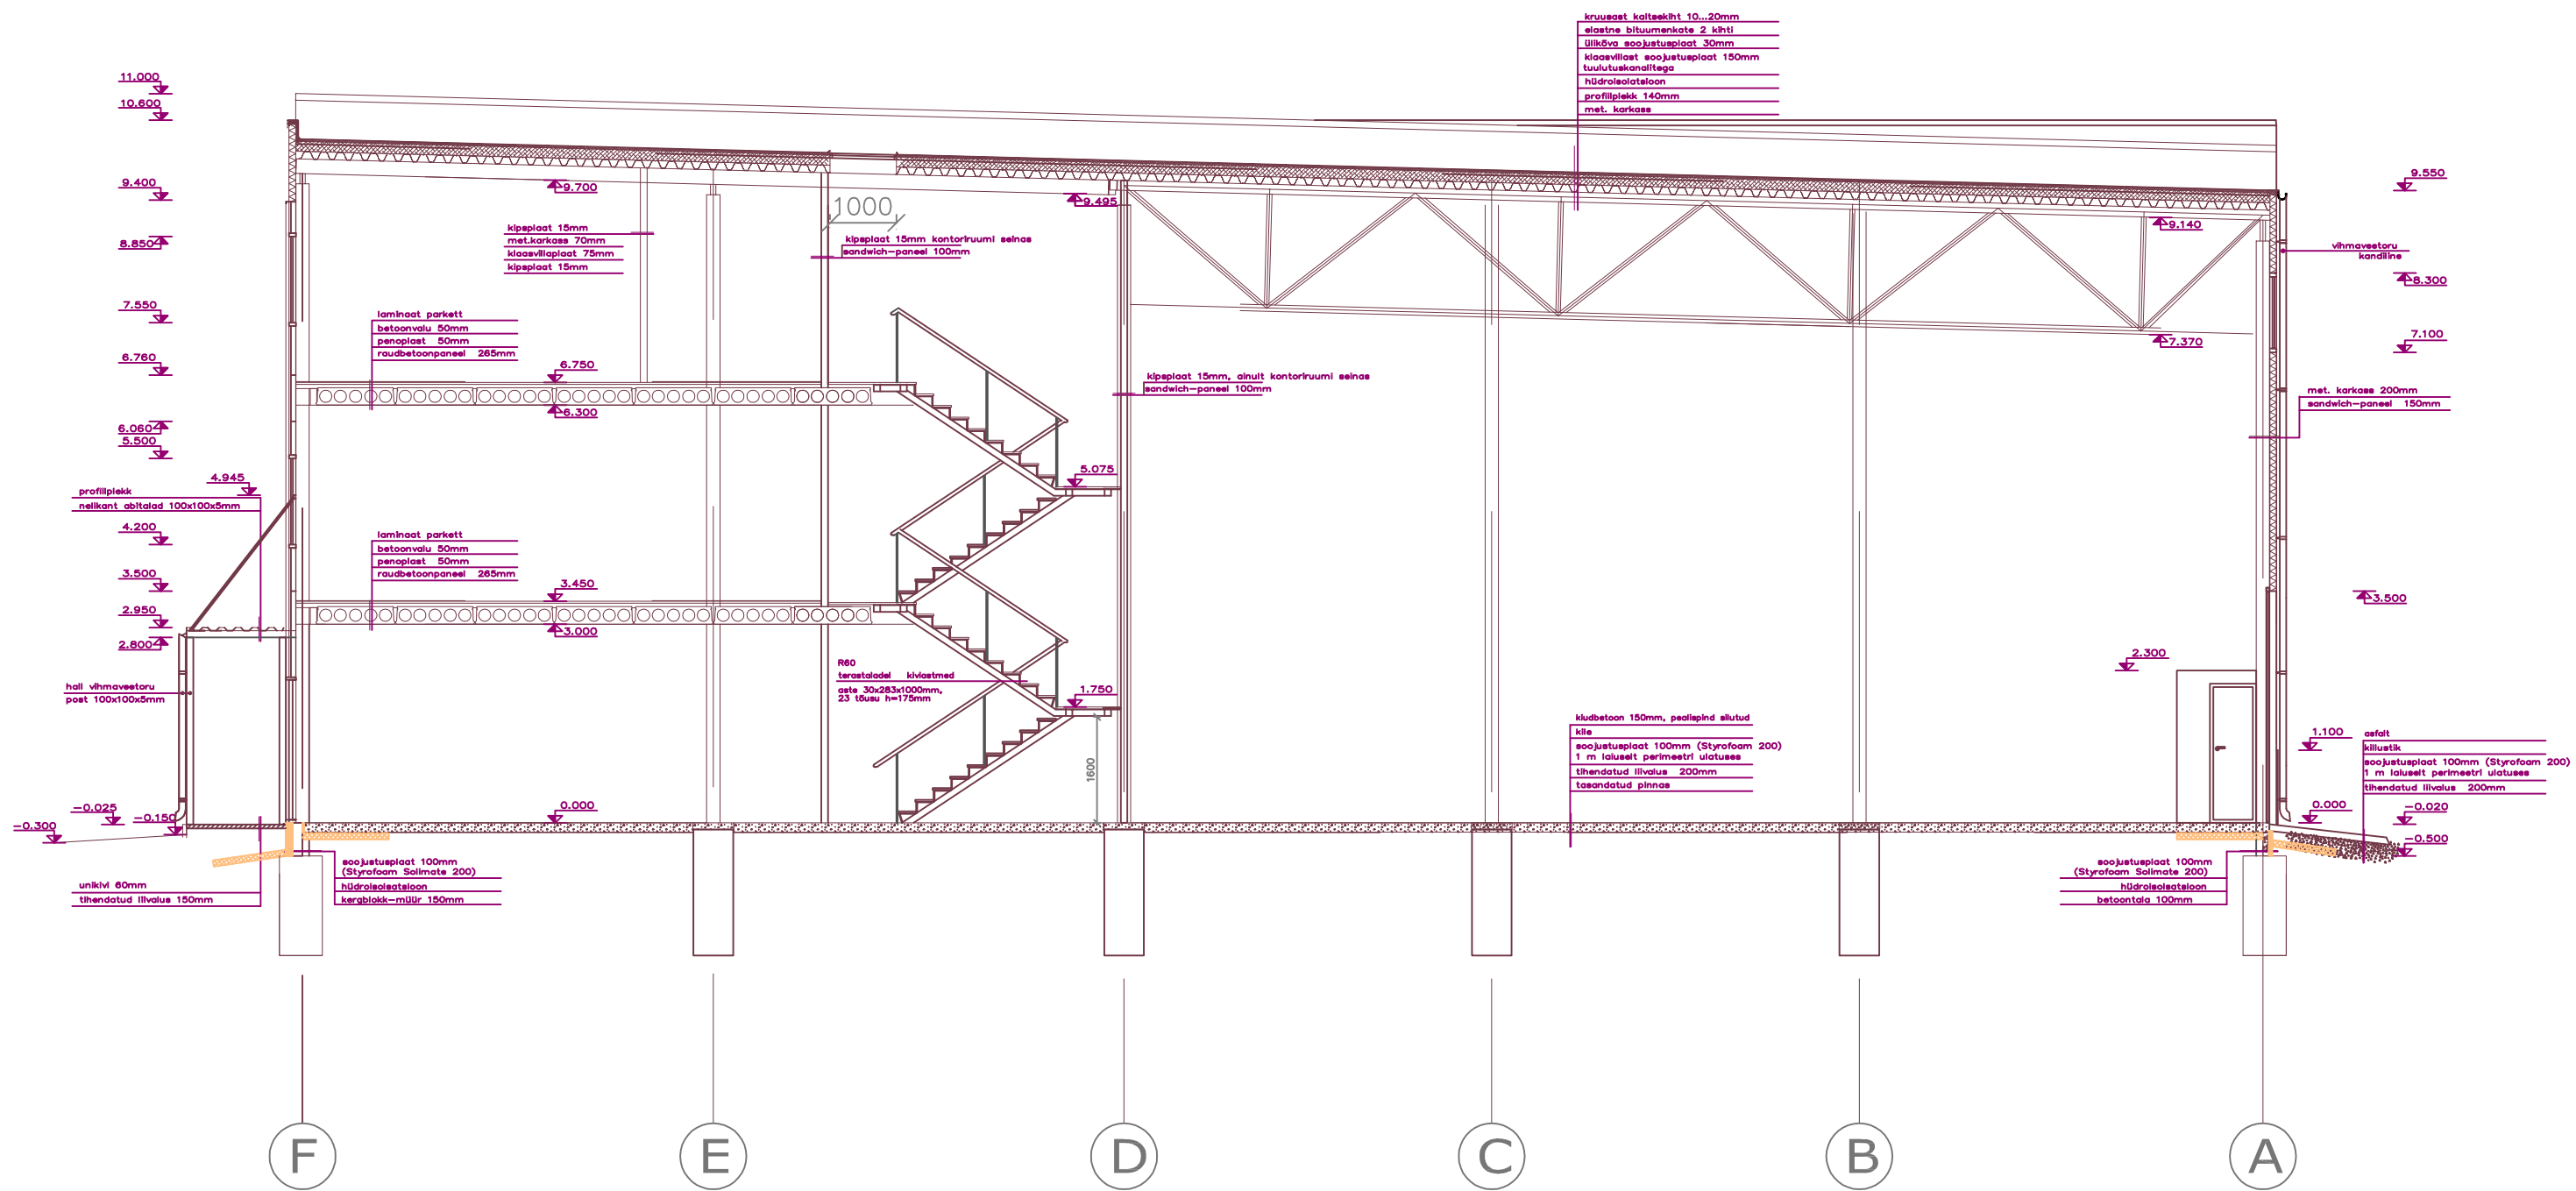 kruusast kaitsekiht 10...20mm
elastne bituumenkate 2 kihti
ülikõva soojustusplaat 30mm
klaasvillast soojustusplaat 150mm
tuulutuskanalitega
hüdroisolatsioon
profiilplekk 140mm
met. karkass
11.000
10.600
9.400
8.850
7.550
6.760
6.060
5.500
4.945
4.200
3.500
2.950
2.800
-0.025
-0.150
-0.300
9.700
9.495
1000
kipsplaat 15mm
met.karkass 70mm
klaasvillaplaat 75mm
kipsplaat 15mm
kipsplaat 15mm kontoriruumi seinas
sandwich-paneel 100mm
9.550
9.140
vihmaveetoru
kandiline
8.300
7.370
7.100
laminaat parkett
betoonvalu 50mm
penoplast 50mm
raudbetoonpaneel 265mm
6.750
6.300
kipsplaat 15mm, ainult kontoriruumi seinas
sandwich-paneel 100mm
met. karkass 200mm
sandwich-paneel 150mm
5.075
profiilplekk
nelikant abitalad 100x100x5mm
laminaat parkett
betoonvalu 50mm
penoplast 50mm
raudbetoonpaneel 265mm
3.450
3.000
3.500
R60
terastaladel kiviastmed
aste 30x283x1000mm,
23 tõusu h=175mm
1.750
1600
2.300
hall vihmaveetoru
post 100x100x5mm
kiudbetoon 150mm, pealispind silutud
kile
soojustusplaat 100mm (Styrofoam 200)
1 m laiuselt perimeetri ulatuses
tihendatud liivalus 200mm
tasandatud pinnas
1.100
asfalt
killustik
soojustusplaat 100mm (Styrofoam 200)
1 m laiuselt perimeetri ulatuses
tihendatud liivalus 200mm
0.000
0.000
-0.020
-0.500
soojustusplaat 100mm
(Styrofoam Solimate 200)
hüdroisolsatsioon
kergblokk-müür 150mm
unikivi 60mm
tihendatud liivalus 150mm
soojustusplaat 100mm
(Styrofoam Solimate 200)
hüdroisolsatsioon
betoontala 100mm
F
E
D
C
B
A